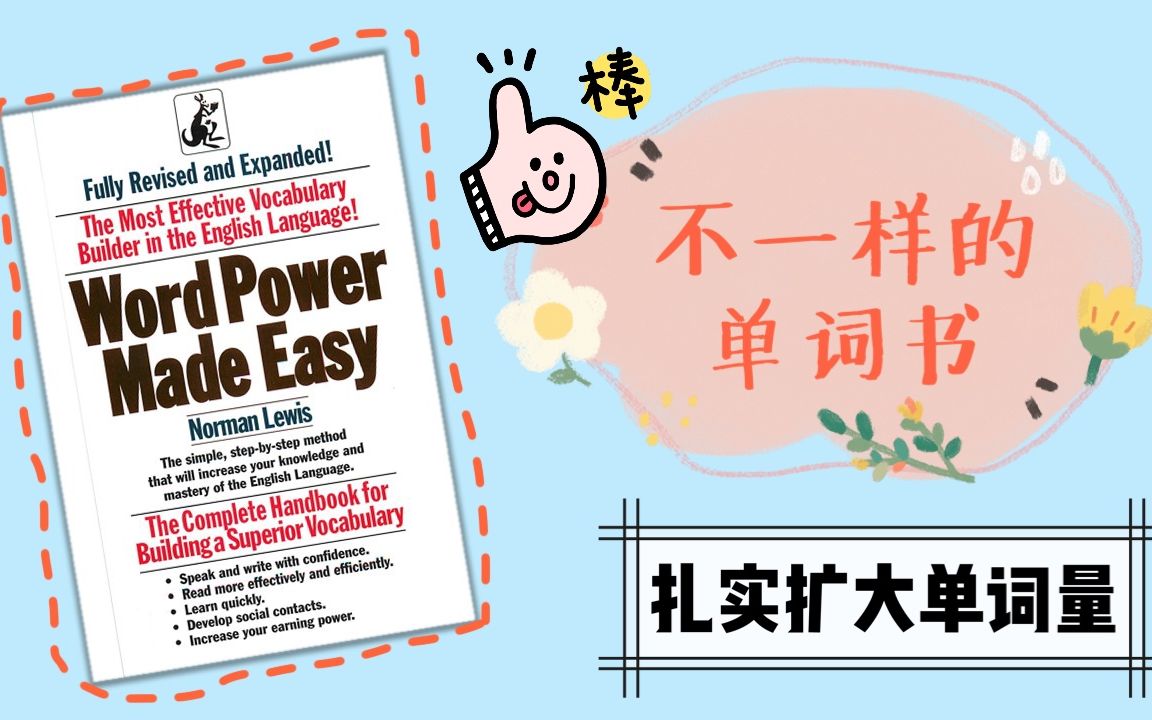 Fully Revised and Expanded!
The Most Effective Vocabulary
Builder in the English Language!
Word Power
Made Easy
Norman Lewis
The simple, step-by-step method
that will increase your knowledge and
mastery of the English Language.
The Complete Handbook for
Building a Superior Vocabulary
• Speak and write with confidence.
• Read more effectively and efficiently.
• Learn quickly.
• Develop social contacts.
• Increase your earning power.
棒
不一样的
单词书
扎实扩大单词量